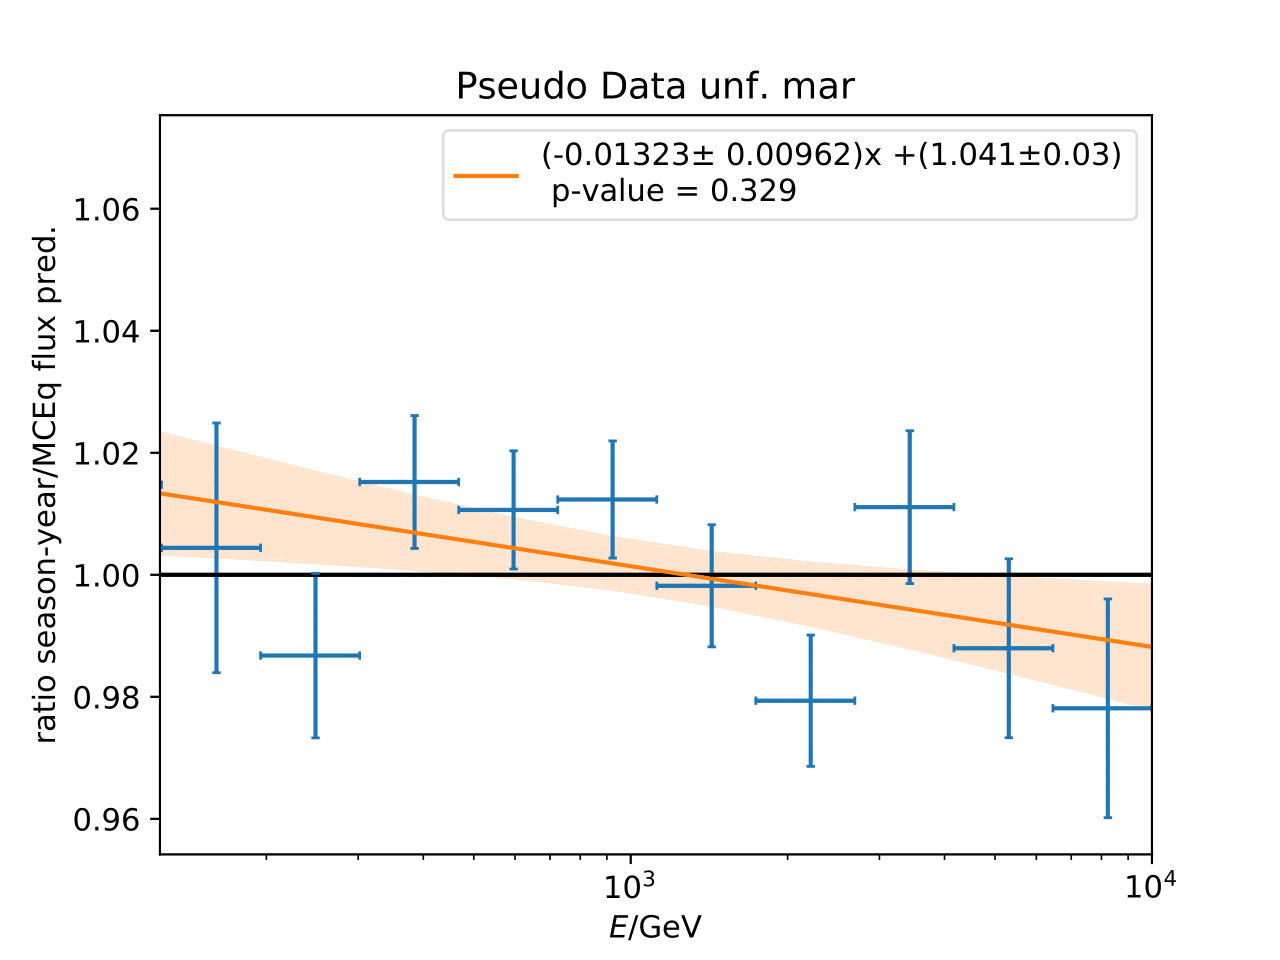 Pseudo Data unf. mar
(-0.01323± 0.00962)x +(1.041±0.03)
p-value = 0.329
ratio season-year/MCEq flux pred.
1.06
1.04
1.02
1.00
0.98
0.96
10³
10⁴
E/GeV